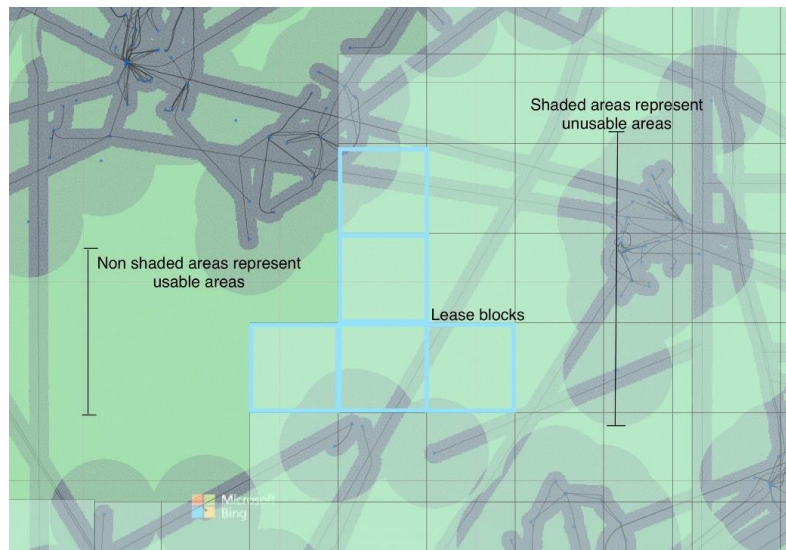 Shaded areas represent
unusable areas
Non shaded areas represent
usable areas
Lease blocks
Microsoft
Bing